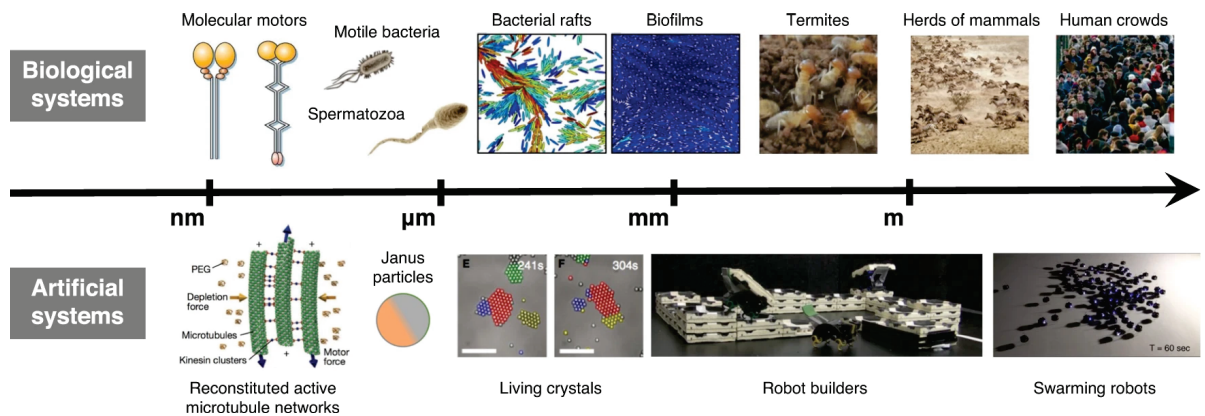 Molecular motors
Motile bacteria
Spermatozoa
Bacterial rafts
Biofilms
Termites
Herds of mammals
Human crowds
Biological
systems
nm
µm
mm
m
Artificial
systems
PEG
Depletion
force
Microtubules
Kinesin clusters
+
+
+
Motor
force
Janus
particles
E
241s
F
304s
T = 60 sec
Reconstituted active
microtubule networks
Living crystals
Robot builders
Swarming robots